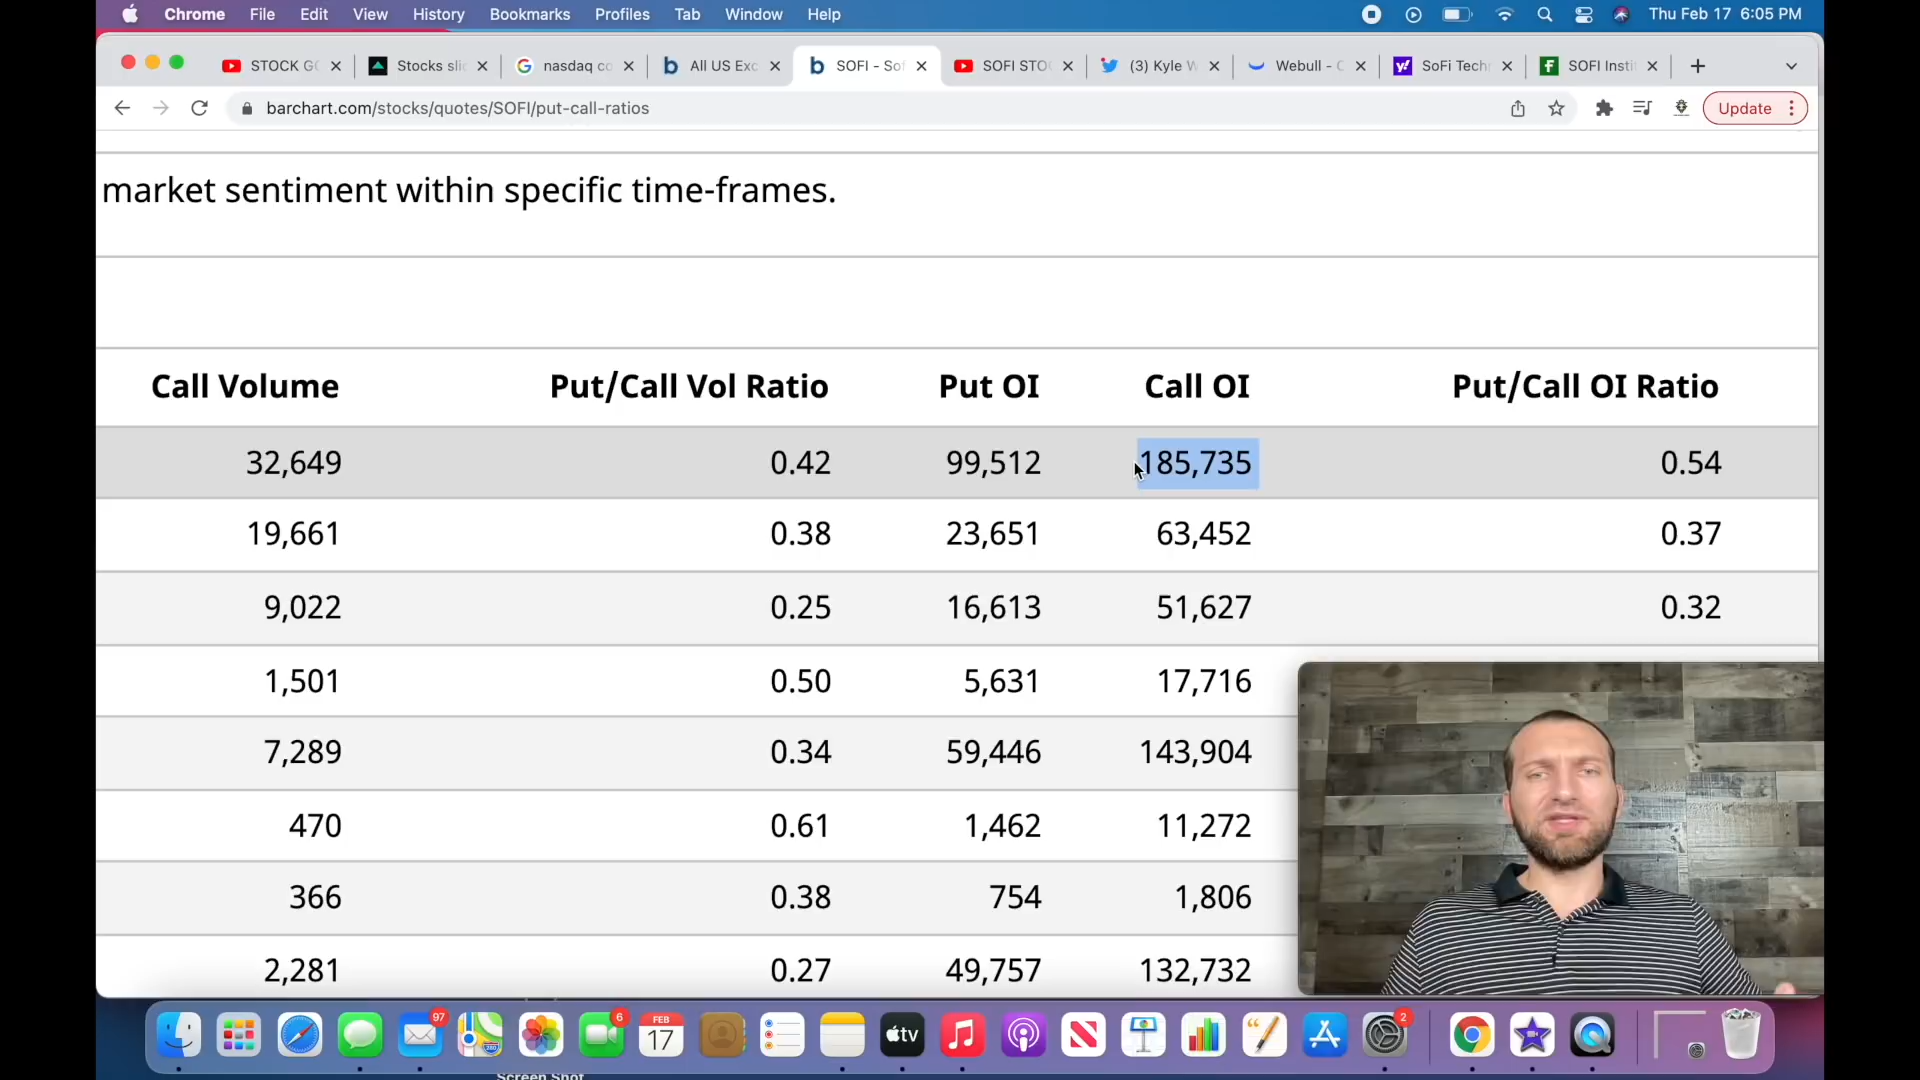 Chrome File Edit View History Bookmarks Profiles Tab Window Help Thu Feb 17 6:05 PM
STOCK G Stocks sli nasdaq co All US Exc SOFI - So SOFI STO (3) Kyle W Webull - SoFi Tech SOFI Insti
barchart.com/stocks/quotes/SOFI/put-call-ratios Update
market sentiment within specific time-frames.
Call Volume Put/Call Vol Ratio Put OI Call OI Put/Call OI Ratio
32,649 0.42 99,512 185,735 0.54
19,661 0.38 23,651 63,452 0.37
9,022 0.25 16,613 51,627 0.32
1,501 0.50 5,631 17,716
7,289 0.34 59,446 143,904
470 0.61 1,462 11,272
366 0.38 754 1,806
2,281 0.27 49,757 132,732
97 6 FEB 17 tv 2
Screen Shot